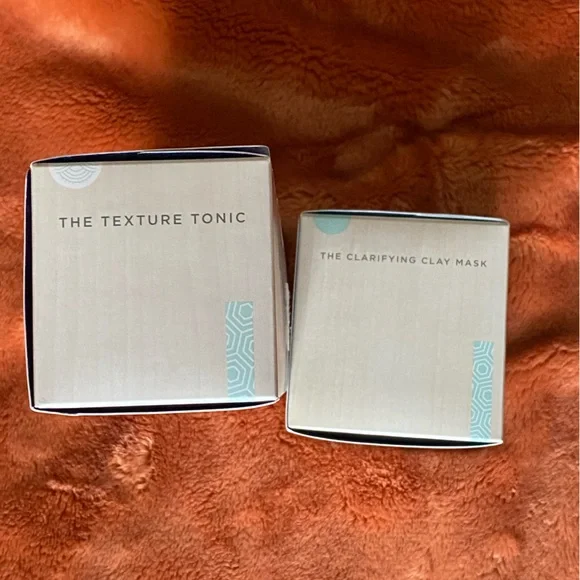 THE TEXTURE TONIC
THE CLARIFYING CLAY MASK